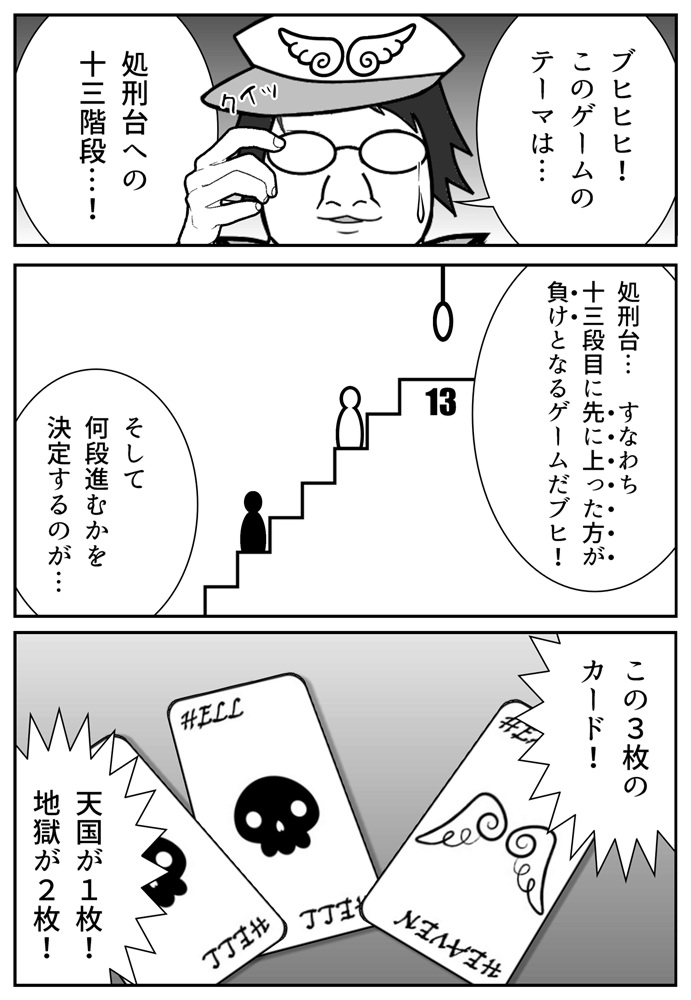 ブヒヒヒ！
このゲームの
テーマは…
クイッ
処刑台への
十三階段…！
処刑台… すなわち
十三段目に先に上った方が
負けとなるゲームだブヒ！
13
そして
何段進むかを
決定するのが…
この３枚の
カード！
HELL
HELL
HELL
HEAVEN
天国が１枚！
地獄が２枚！